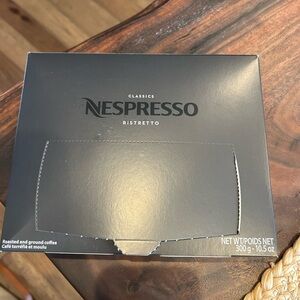 CLASSICS
NESPRESSO
RISTRETTO
Roasted and ground coffee
Café torréfié et moulu
NET WT/POIDS NET
300 g - 10.5 oz